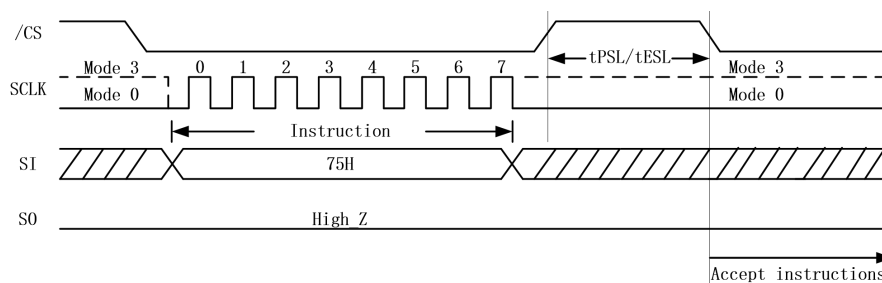 /CS
tPSL/tESL
Mode 3 0 1 2 3 4 5 6 7 Mode 3
SCLK
Mode 0 Mode 0
Instruction
SI 75H
SO High_Z
Accept instructions